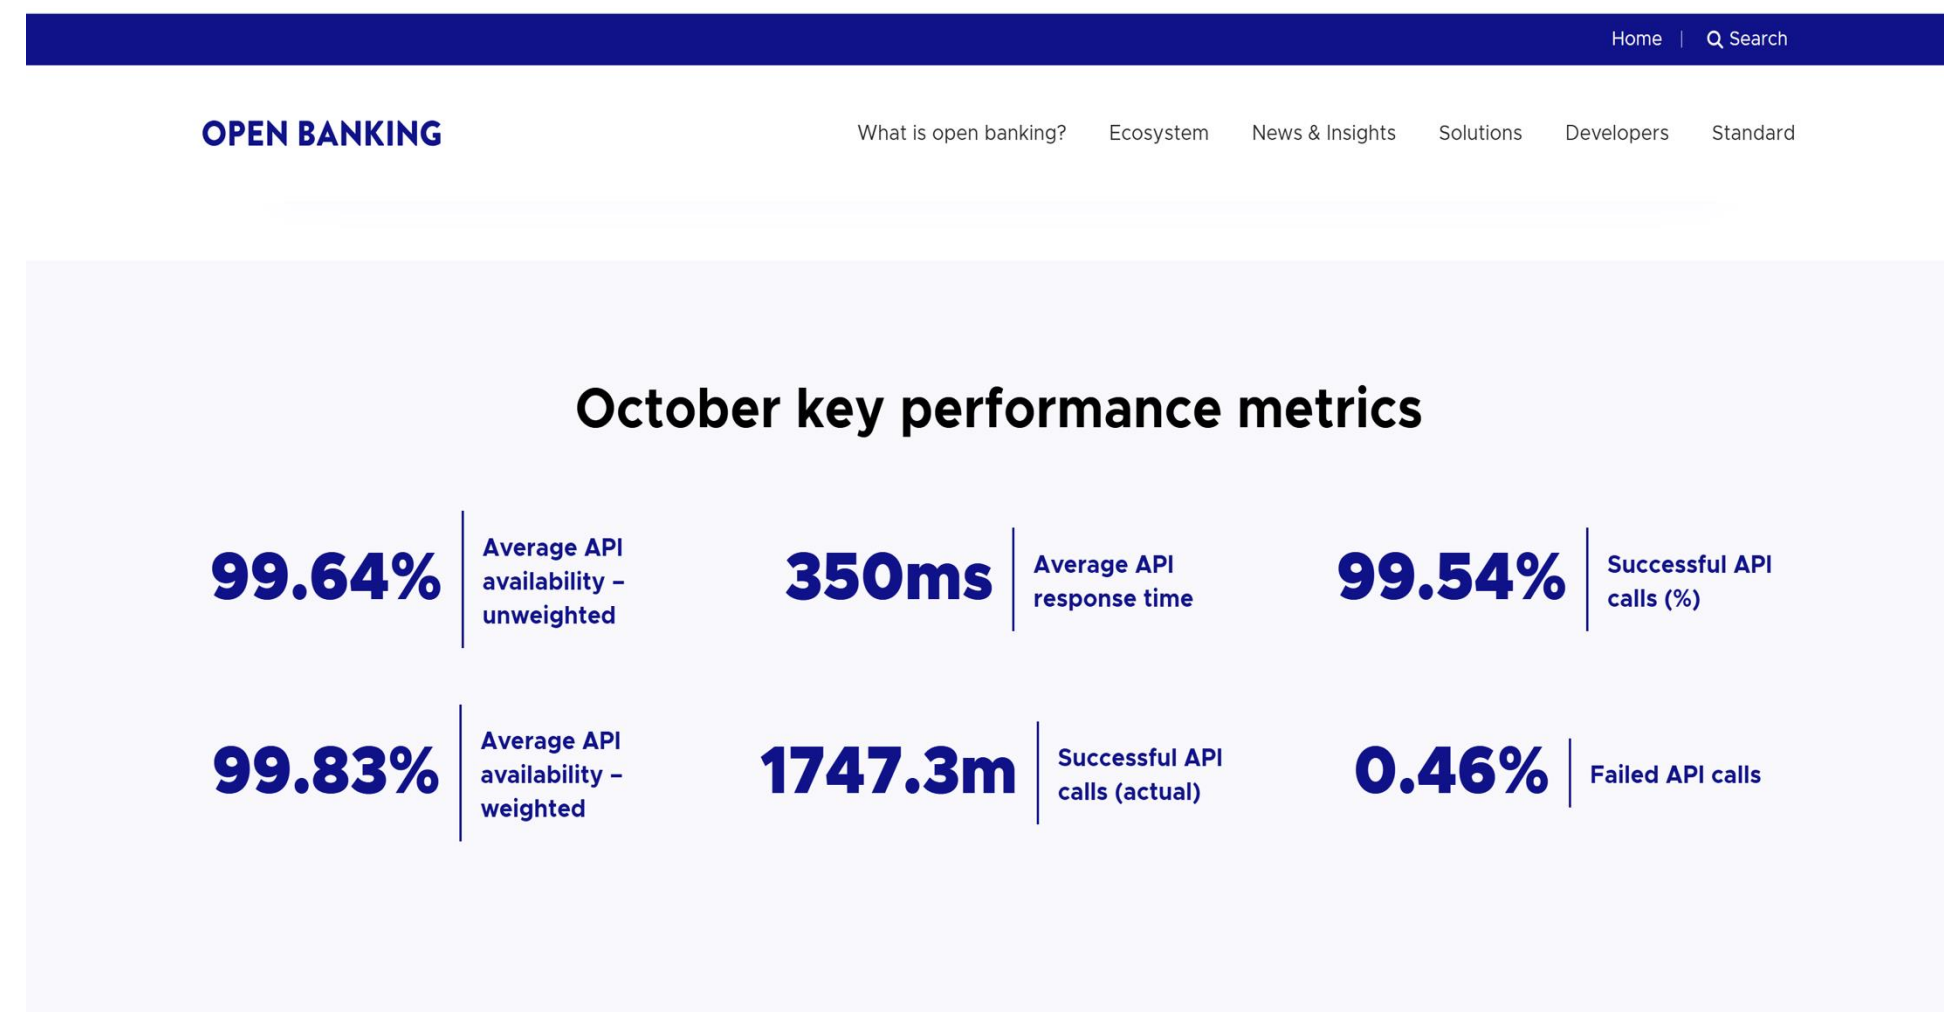 Home | Search
OPEN BANKING
What is open banking? Ecosystem News & Insights Solutions Developers Standard
October key performance metrics
99.64%
Average API
availability –
unweighted
350ms
Average API
response time
99.54%
Successful API
calls (%)
99.83%
Average API
availability –
weighted
1747.3m
Successful API
calls (actual)
0.46%
Failed API calls